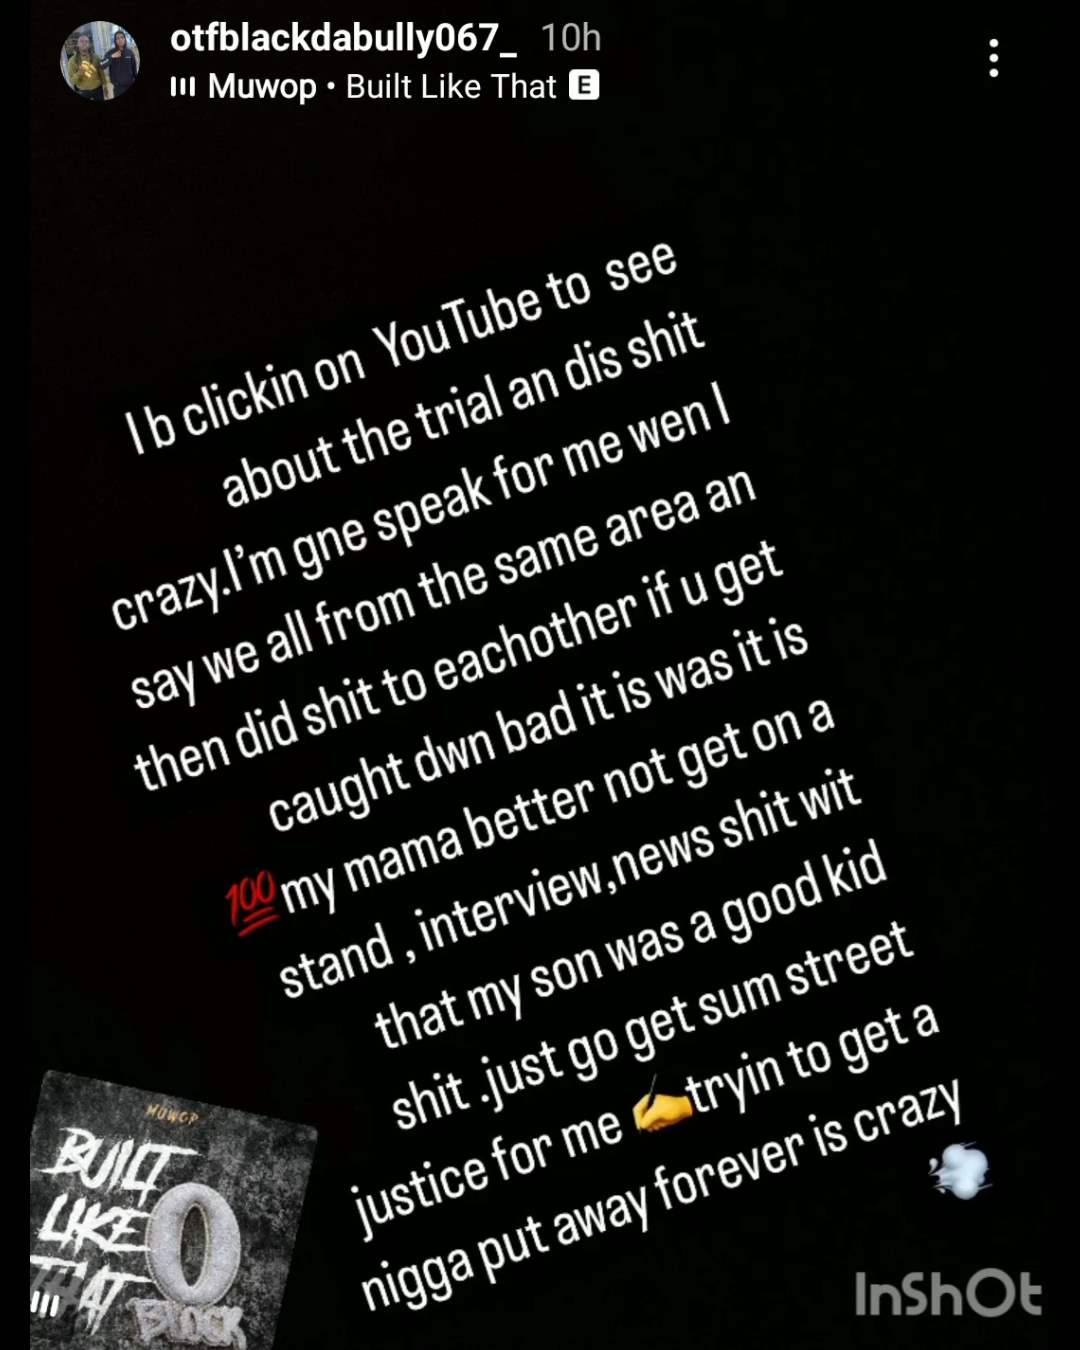 otfblackdabully067_ 10h
Muwop • Built Like That E
I b clickin on YouTube to see
about the trial an dis shit
crazy.I'm gne speak for me wen I
say we all from the same area an
then did shit to eachother if u get
caught dwn bad it is was it is
💯my mama better not get on a
stand , interview,news shit wit
that my son was a good kid
shit .just go get sum street
justice for me ✍️tryin to get a
nigga put away forever is crazy
💨
MUWOP
BUILT
LIKE
THAT
O
BLOCK
InShOt